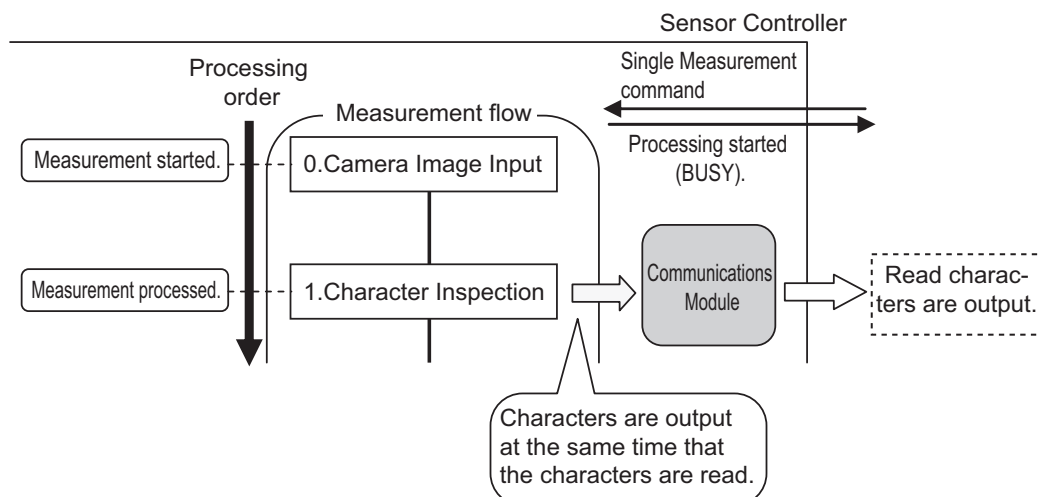 Sensor Controller
Processing
order
Single Measurement
command
Measurement flow
Processing started
(BUSY).
Measurement started.
0.Camera Image Input
Measurement processed.
1.Character Inspection
Communications
Module
Read charac-
ters are output.
Characters are output
at the same time that
the characters are read.